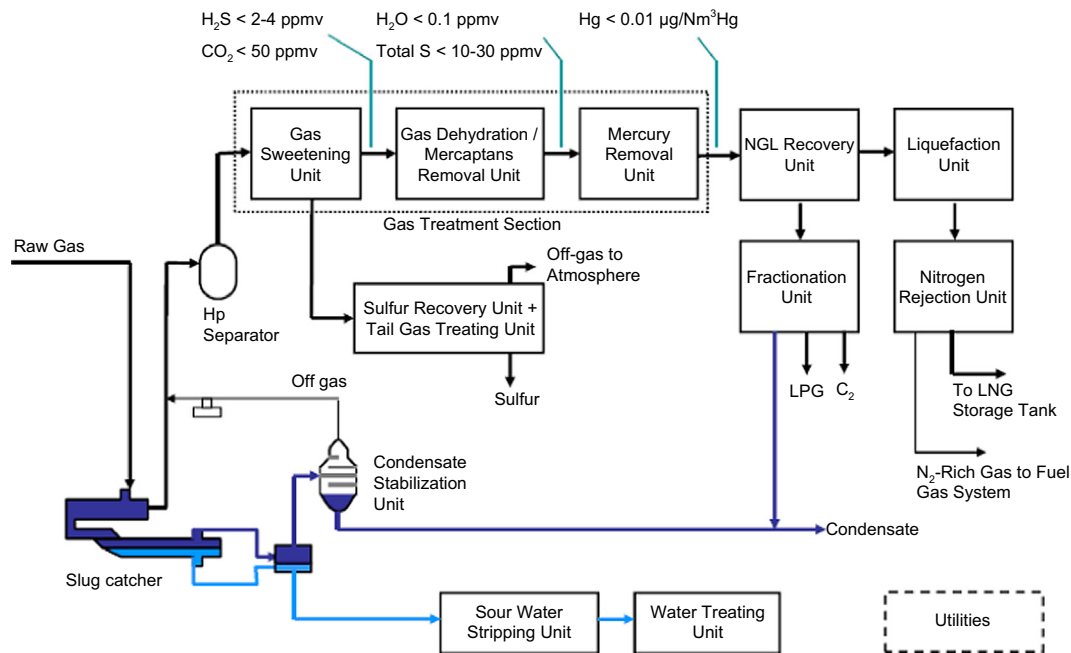 H₂S < 2-4 ppmv
CO₂ < 50 ppmv
H₂O < 0.1 ppmv
Total S < 10-30 ppmv
Hg < 0.01 µg/Nm³Hg
Gas
Sweetening
Unit
Gas Dehydration /
Mercaptans
Removal Unit
Mercury
Removal
Unit
NGL Recovery
Unit
Liquefaction
Unit
Gas Treatment Section
Raw Gas
Hp
Separator
Off-gas to
Atmosphere
Sulfur Recovery Unit +
Tail Gas Treating Unit
Sulfur
Fractionation
Unit
Nitrogen
Rejection Unit
LPG
C₂
To LNG
Storage Tank
N₂-Rich Gas to Fuel
Gas System
Off gas
Condensate
Stabilization
Unit
Condensate
Slug catcher
Sour Water
Stripping Unit
Water Treating
Unit
Utilities